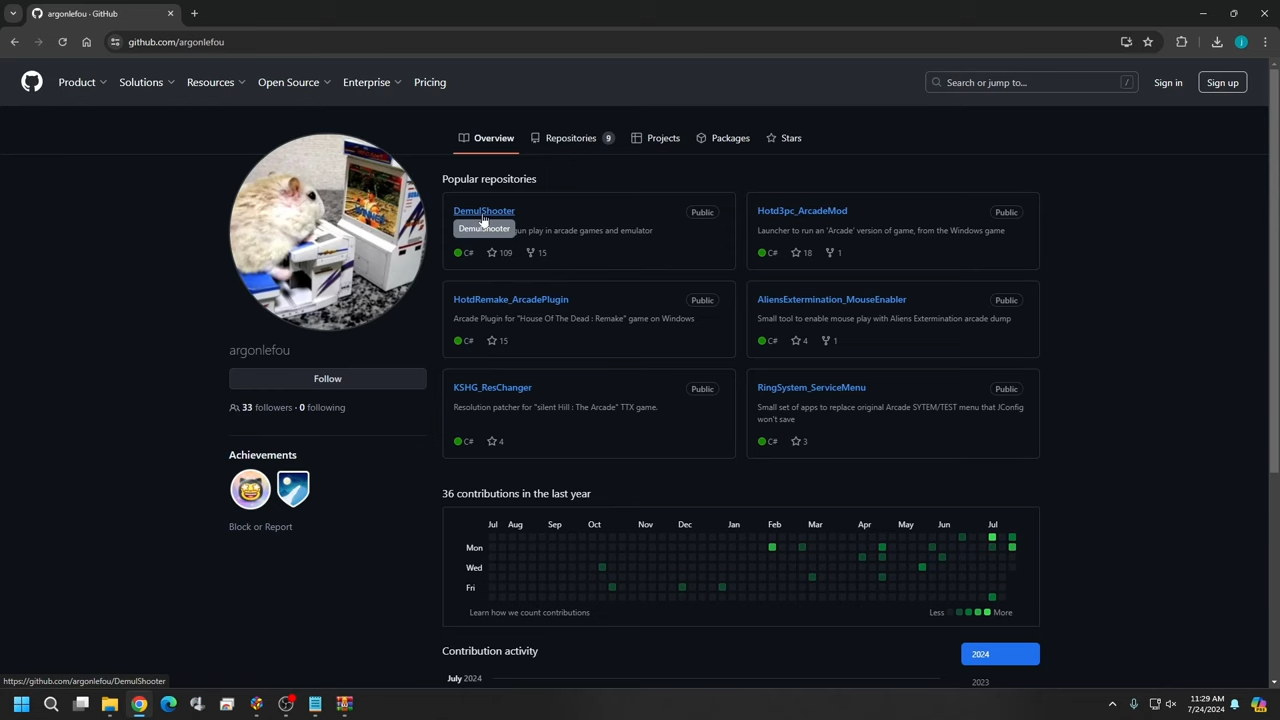 argonlefou · GitHub
github.com/argonlefou
Product
Solutions
Resources
Open Source
Enterprise
Pricing
Search or jump to...
/
Sign in
Sign up
Overview
Repositories 9
Projects
Packages
Stars
Popular repositories
DemulShooter
Public
DemulShooter
un play in arcade games and emulator
C# 109 15
Hotd3pc_ArcadeMod
Public
Launcher to run an 'Arcade' version of game, from the Windows game
C# 18 1
HotdRemake_ArcadePlugin
Public
Arcade Plugin for "House Of The Dead : Remake" game on Windows
C# 15
AliensExtermination_MouseEnabler
Public
Small tool to enable mouse play with Aliens Extermination arcade dump
C# 4 1
KSHG_ResChanger
Public
Resolution patcher for "silent Hill : The Arcade" TTX game.
C# 4
RingSystem_ServiceMenu
Public
Small set of apps to replace original Arcade SYTEM/TEST menu that JConfig
won't save
C# 3
argonlefou
Follow
33 followers · 0 following
Achievements
Block or Report
36 contributions in the last year
Jul Aug Sep Oct Nov Dec Jan Feb Mar Apr May Jun Jul
Mon
Wed
Fri
Learn how we count contributions
Less More
Contribution activity
2024
July 2024
2023
https://github.com/argonlefou/DemulShooter
11:29 AM
7/24/2024